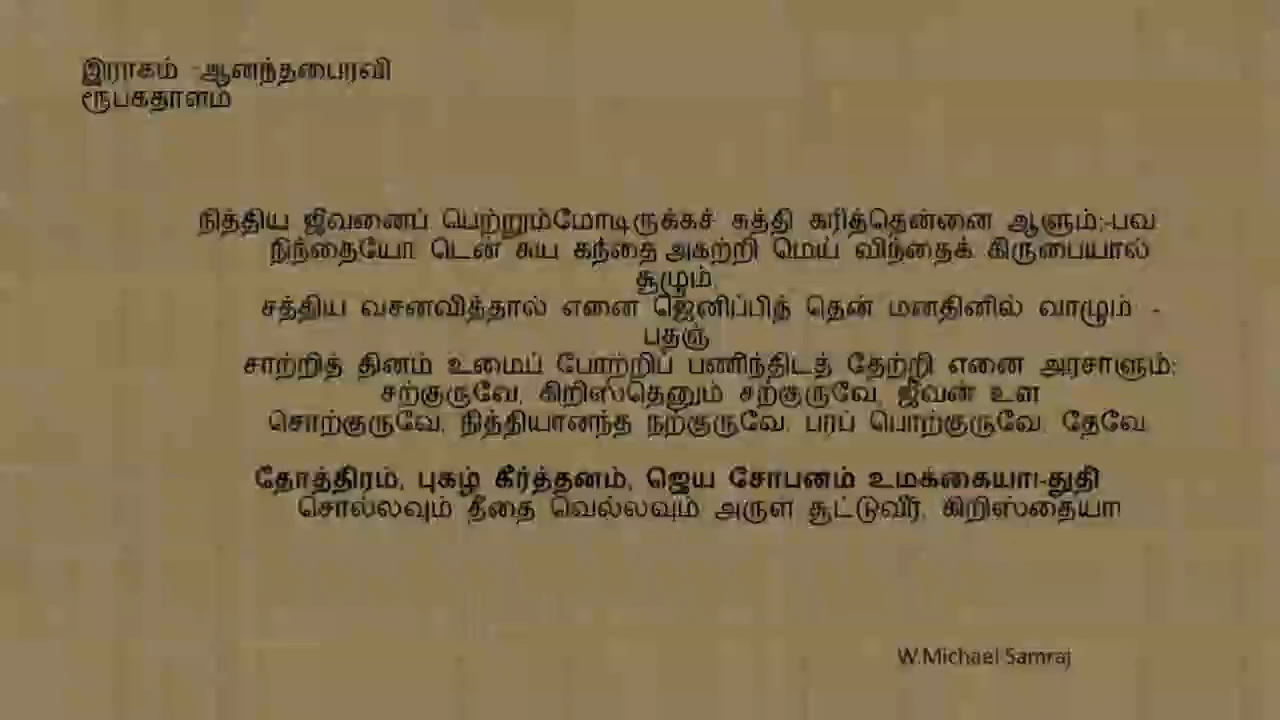 இராகம் -ஆனந்தபைரவி
ரூபகதாளம்
நித்திய ஜீவனைப் பெற்றும்மோடிருக்கச் சுத்தி கரித்தென்னை ஆளும்;-பவ
நிந்தையோ டென் சுய கந்தை அகற்றி மெய் விந்தைக் கிருபையால்
சூழும்,
சத்திய வசனவித்தால் எனை ஜெனிப்பித் தென் மனதினில் வாழும் -
பதஞ்
சாற்றித் தினம் உமைப் போற்றிப் பணிந்திடத் தேற்றி எனை அரசாளும்;
சற்குருவே, கிறிஸ்தெனும் சற்குருவே, ஜீவன் உள
சொற்குருவே, நித்தியானந்த நற்குருவே, பரப் பொற்குருவே, தேவே
தோத்திரம், புகழ் கீர்த்தனம், ஜெய சோபனம் உமக்கையா!-துதி
சொல்லவும் தீதை வெல்லவும் அருள் சூட்டுவீர், கிறிஸ்தையா!
W.Michael Samraj